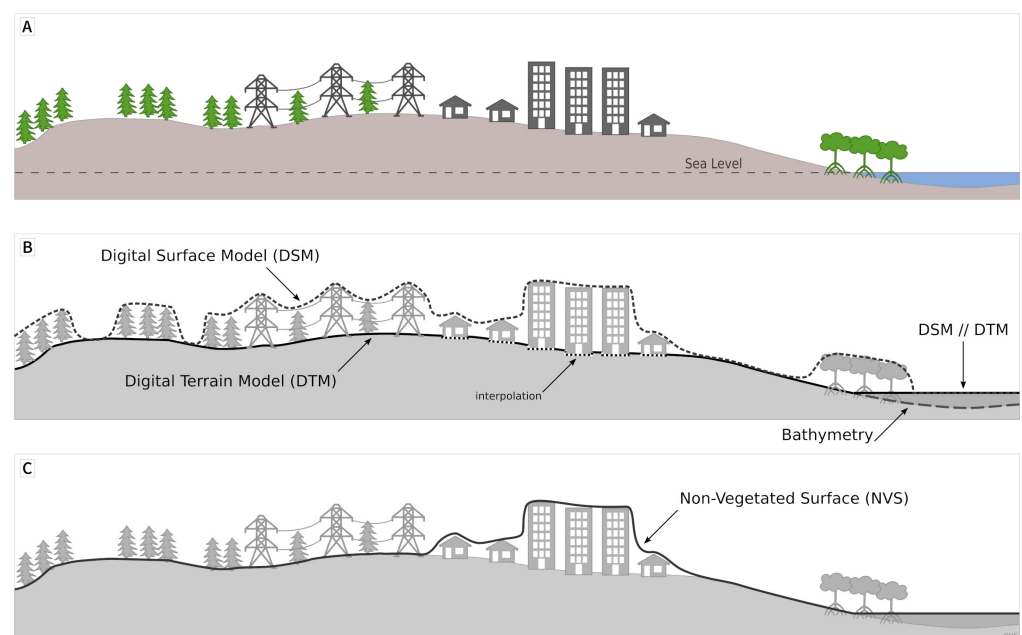 A
Sea Level
B
Digital Surface Model (DSM)
DSM // DTM
Digital Terrain Model (DTM)
interpolation
Bathymetry
C
Non-Vegetated Surface (NVS)